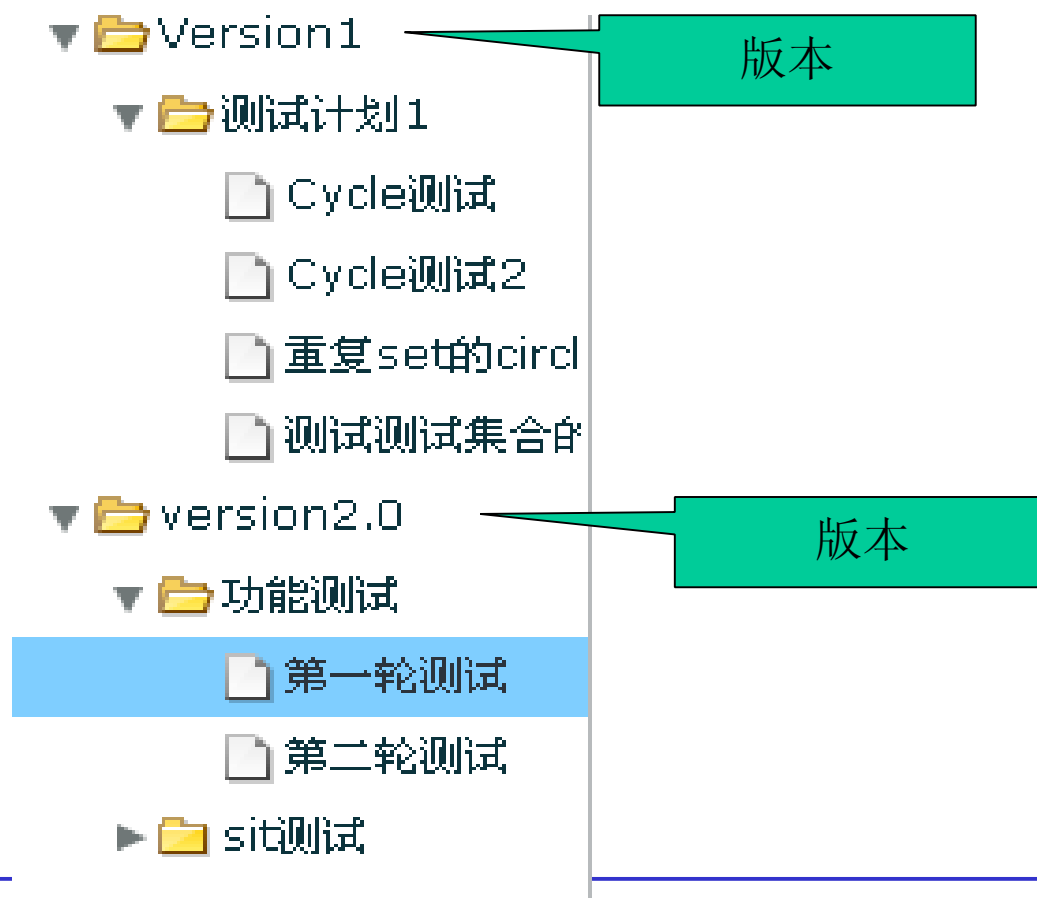 Version1
版本
测试计划1
Cycle测试
Cycle测试2
重复set的circl
测试测试集合的
version2.0
版本
功能测试
第一轮测试
第二轮测试
sit测试